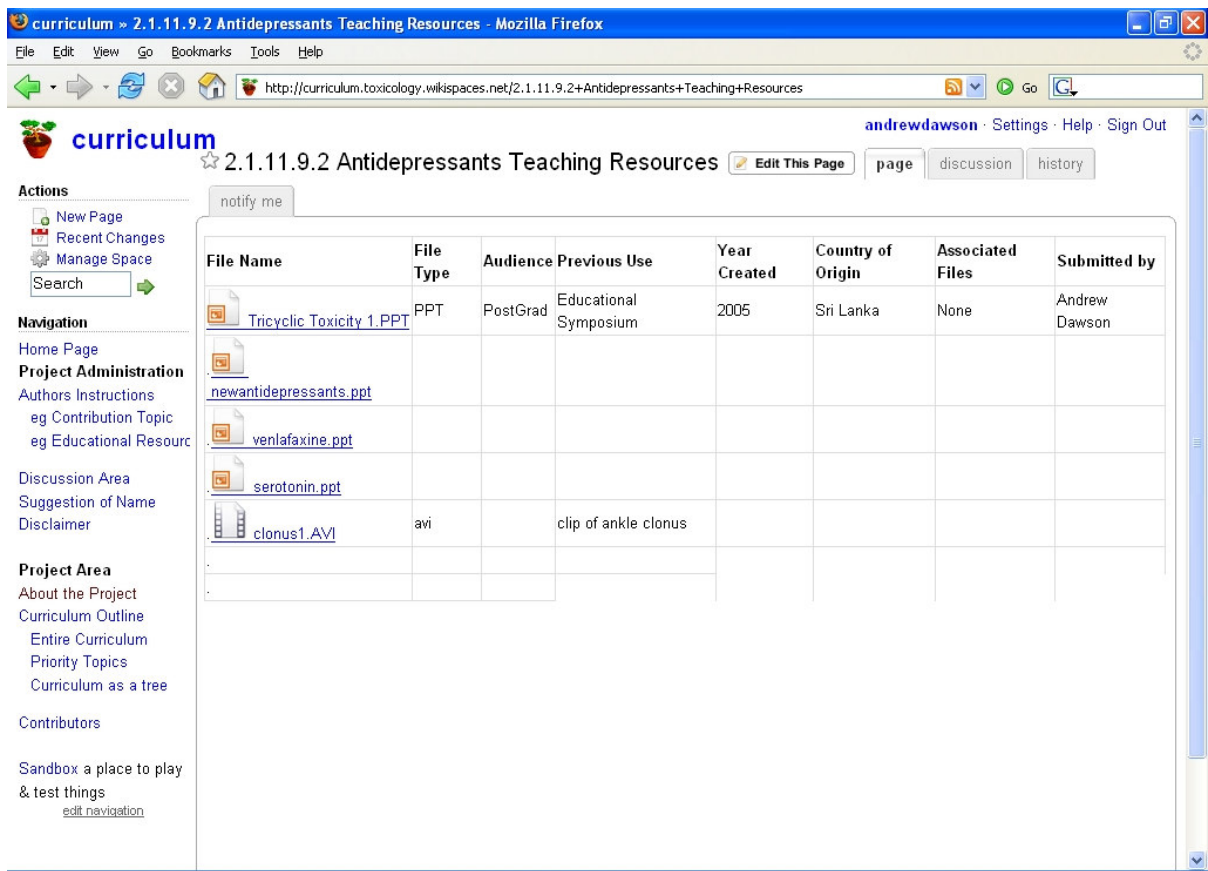 curriculum » 2.1.11.9.2 Antidepressants Teaching Resources - Mozilla Firefox
File Edit View Go Bookmarks Tools Help
http://curriculum.toxicology.wikispaces.net/2.1.11.9.2+Antidepressants+Teaching+Resources Go G
andrewdawson · Settings · Help · Sign Out
curriculum
2.1.11.9.2 Antidepressants Teaching Resources Edit This Page page discussion history
notify me
Actions
New Page
Recent Changes
17
Manage Space
Search
Navigation
Home Page
Project Administration
Authors Instructions
eg Contribution Topic
eg Educational Resourc
Discussion Area
Suggestion of Name
Disclaimer
Project Area
About the Project
Curriculum Outline
Entire Curriculum
Priority Topics
Curriculum as a tree
Contributors
Sandbox a place to play
& test things
edit navigation
File Name File Type Audience Previous Use Year Created Country of Origin Associated Files Submitted by
Tricyclic Toxicity 1.PPT PPT PostGrad Educational Symposium 2005 Sri Lanka None Andrew Dawson
. newantidepressants.ppt
. venlafaxine.ppt
. serotonin.ppt
. clonus1.AVI avi clip of ankle clonus
.
.